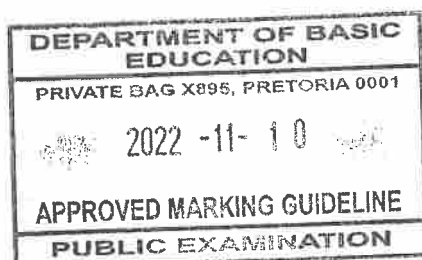 DEPARTMENT OF BASIC
EDUCATION
PRIVATE BAG X895, PRETORIA 0001
2022 -11- 10
APPROVED MARKING GUIDELINE
PUBLIC EXAMINATION